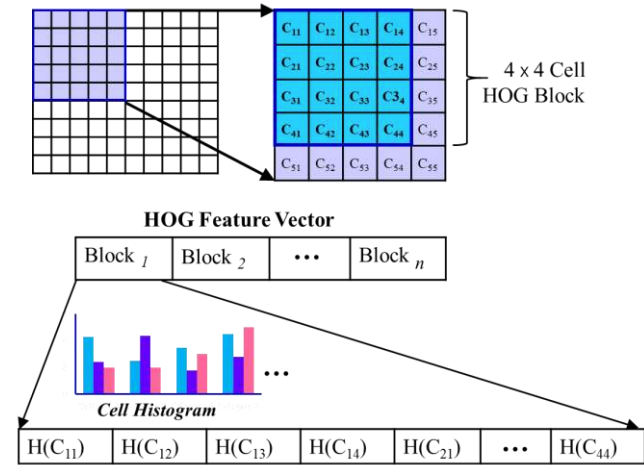 C₁₁ C₁₂ C₁₃ C₁₄ C₁₅
C₂₁ C₂₂ C₂₃ C₂₄ C₂₅
C₃₁ C₃₂ C₃₃ C3₄ C₃₅
C₄₁ C₄₂ C₄₃ C₄₄ C₄₅
C₅₁ C₅₂ C₅₃ C₅₄ C₅₅
4 x 4 Cell
HOG Block
HOG Feature Vector
Block ₁ Block ₂ ••• Block ₙ
•••
Cell Histogram
H(C₁₁) H(C₁₂) H(C₁₃) H(C₁₄) H(C₂₁) ••• H(C₄₄)